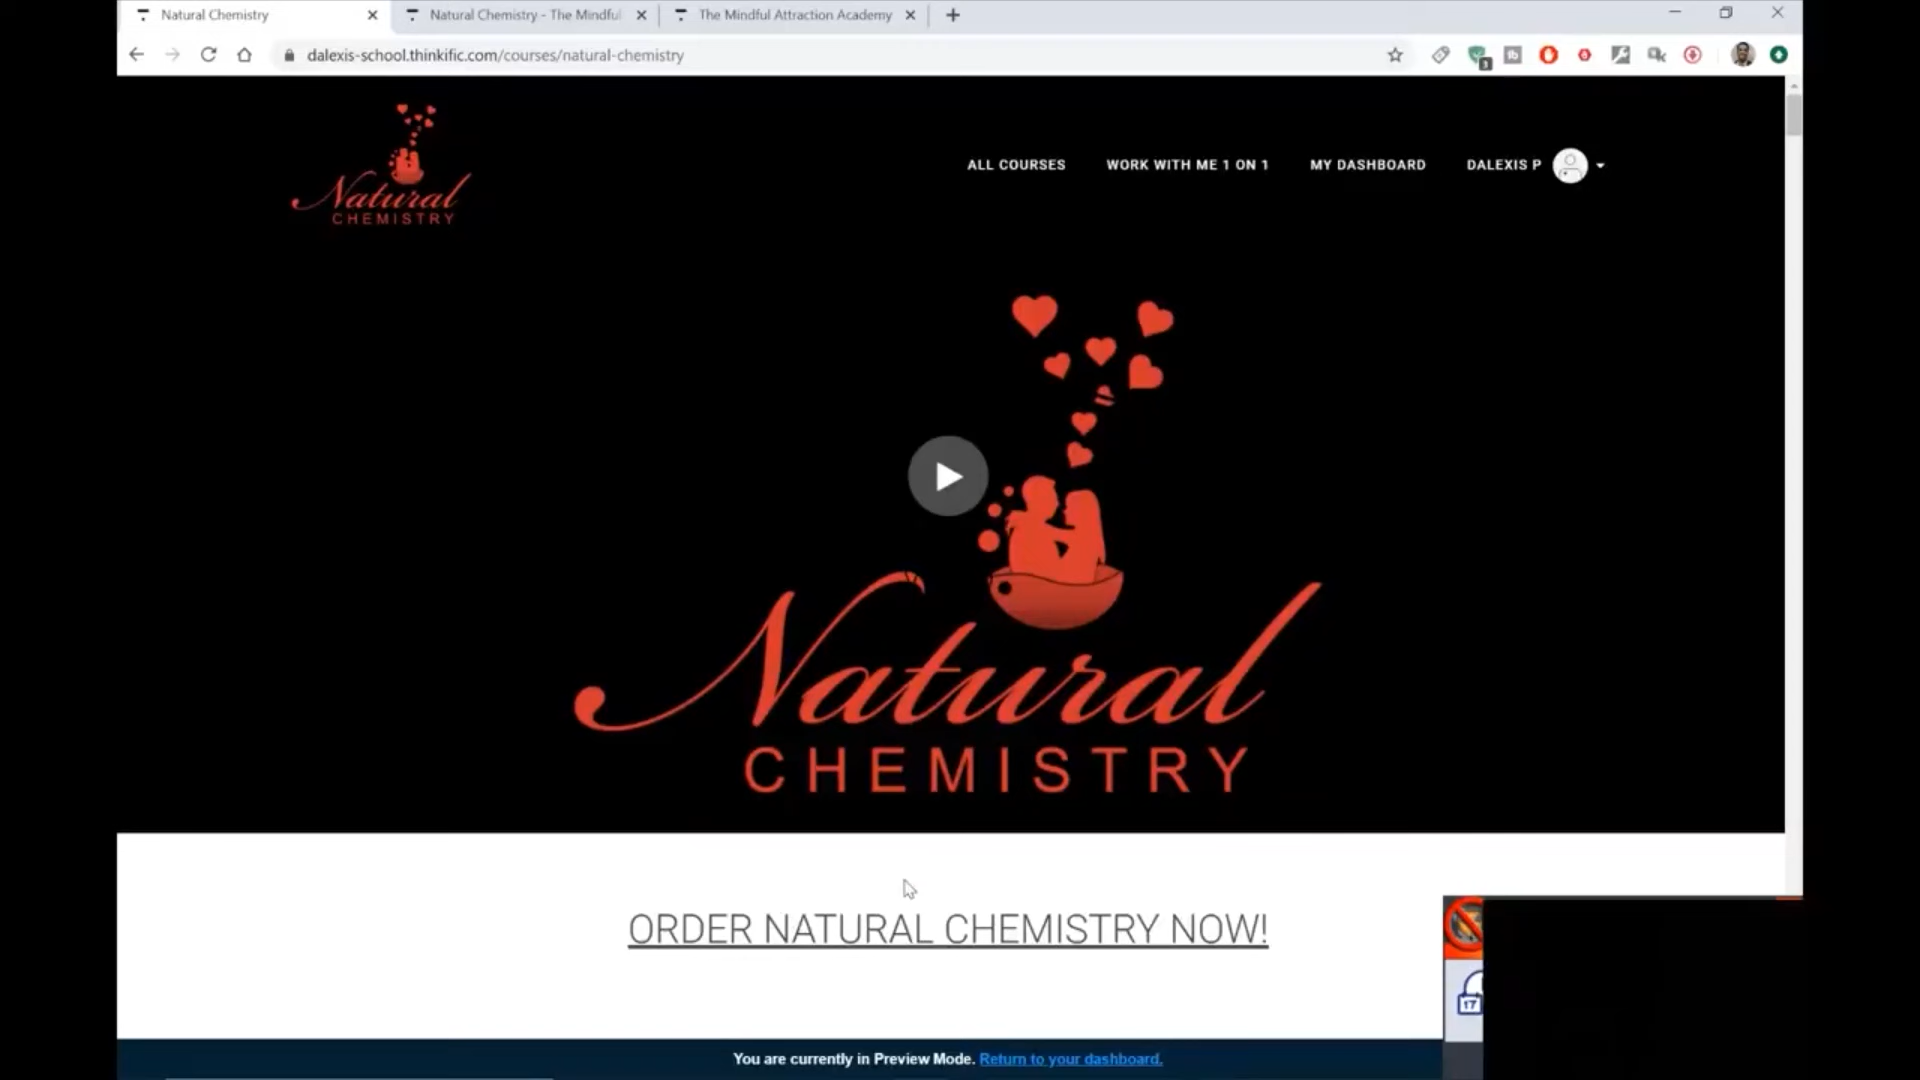 Natural Chemistry
Natural Chemistry - The Mindful
The Mindful Attraction Academy
dalexis-school.thinkific.com/courses/natural-chemistry
Natural
CHEMISTRY
ALL COURSES
WORK WITH ME 1 ON 1
MY DASHBOARD
DALEXIS P
Natural
CHEMISTRY
ORDER NATURAL CHEMISTRY NOW!
17
You are currently in Preview Mode. Return to your dashboard.